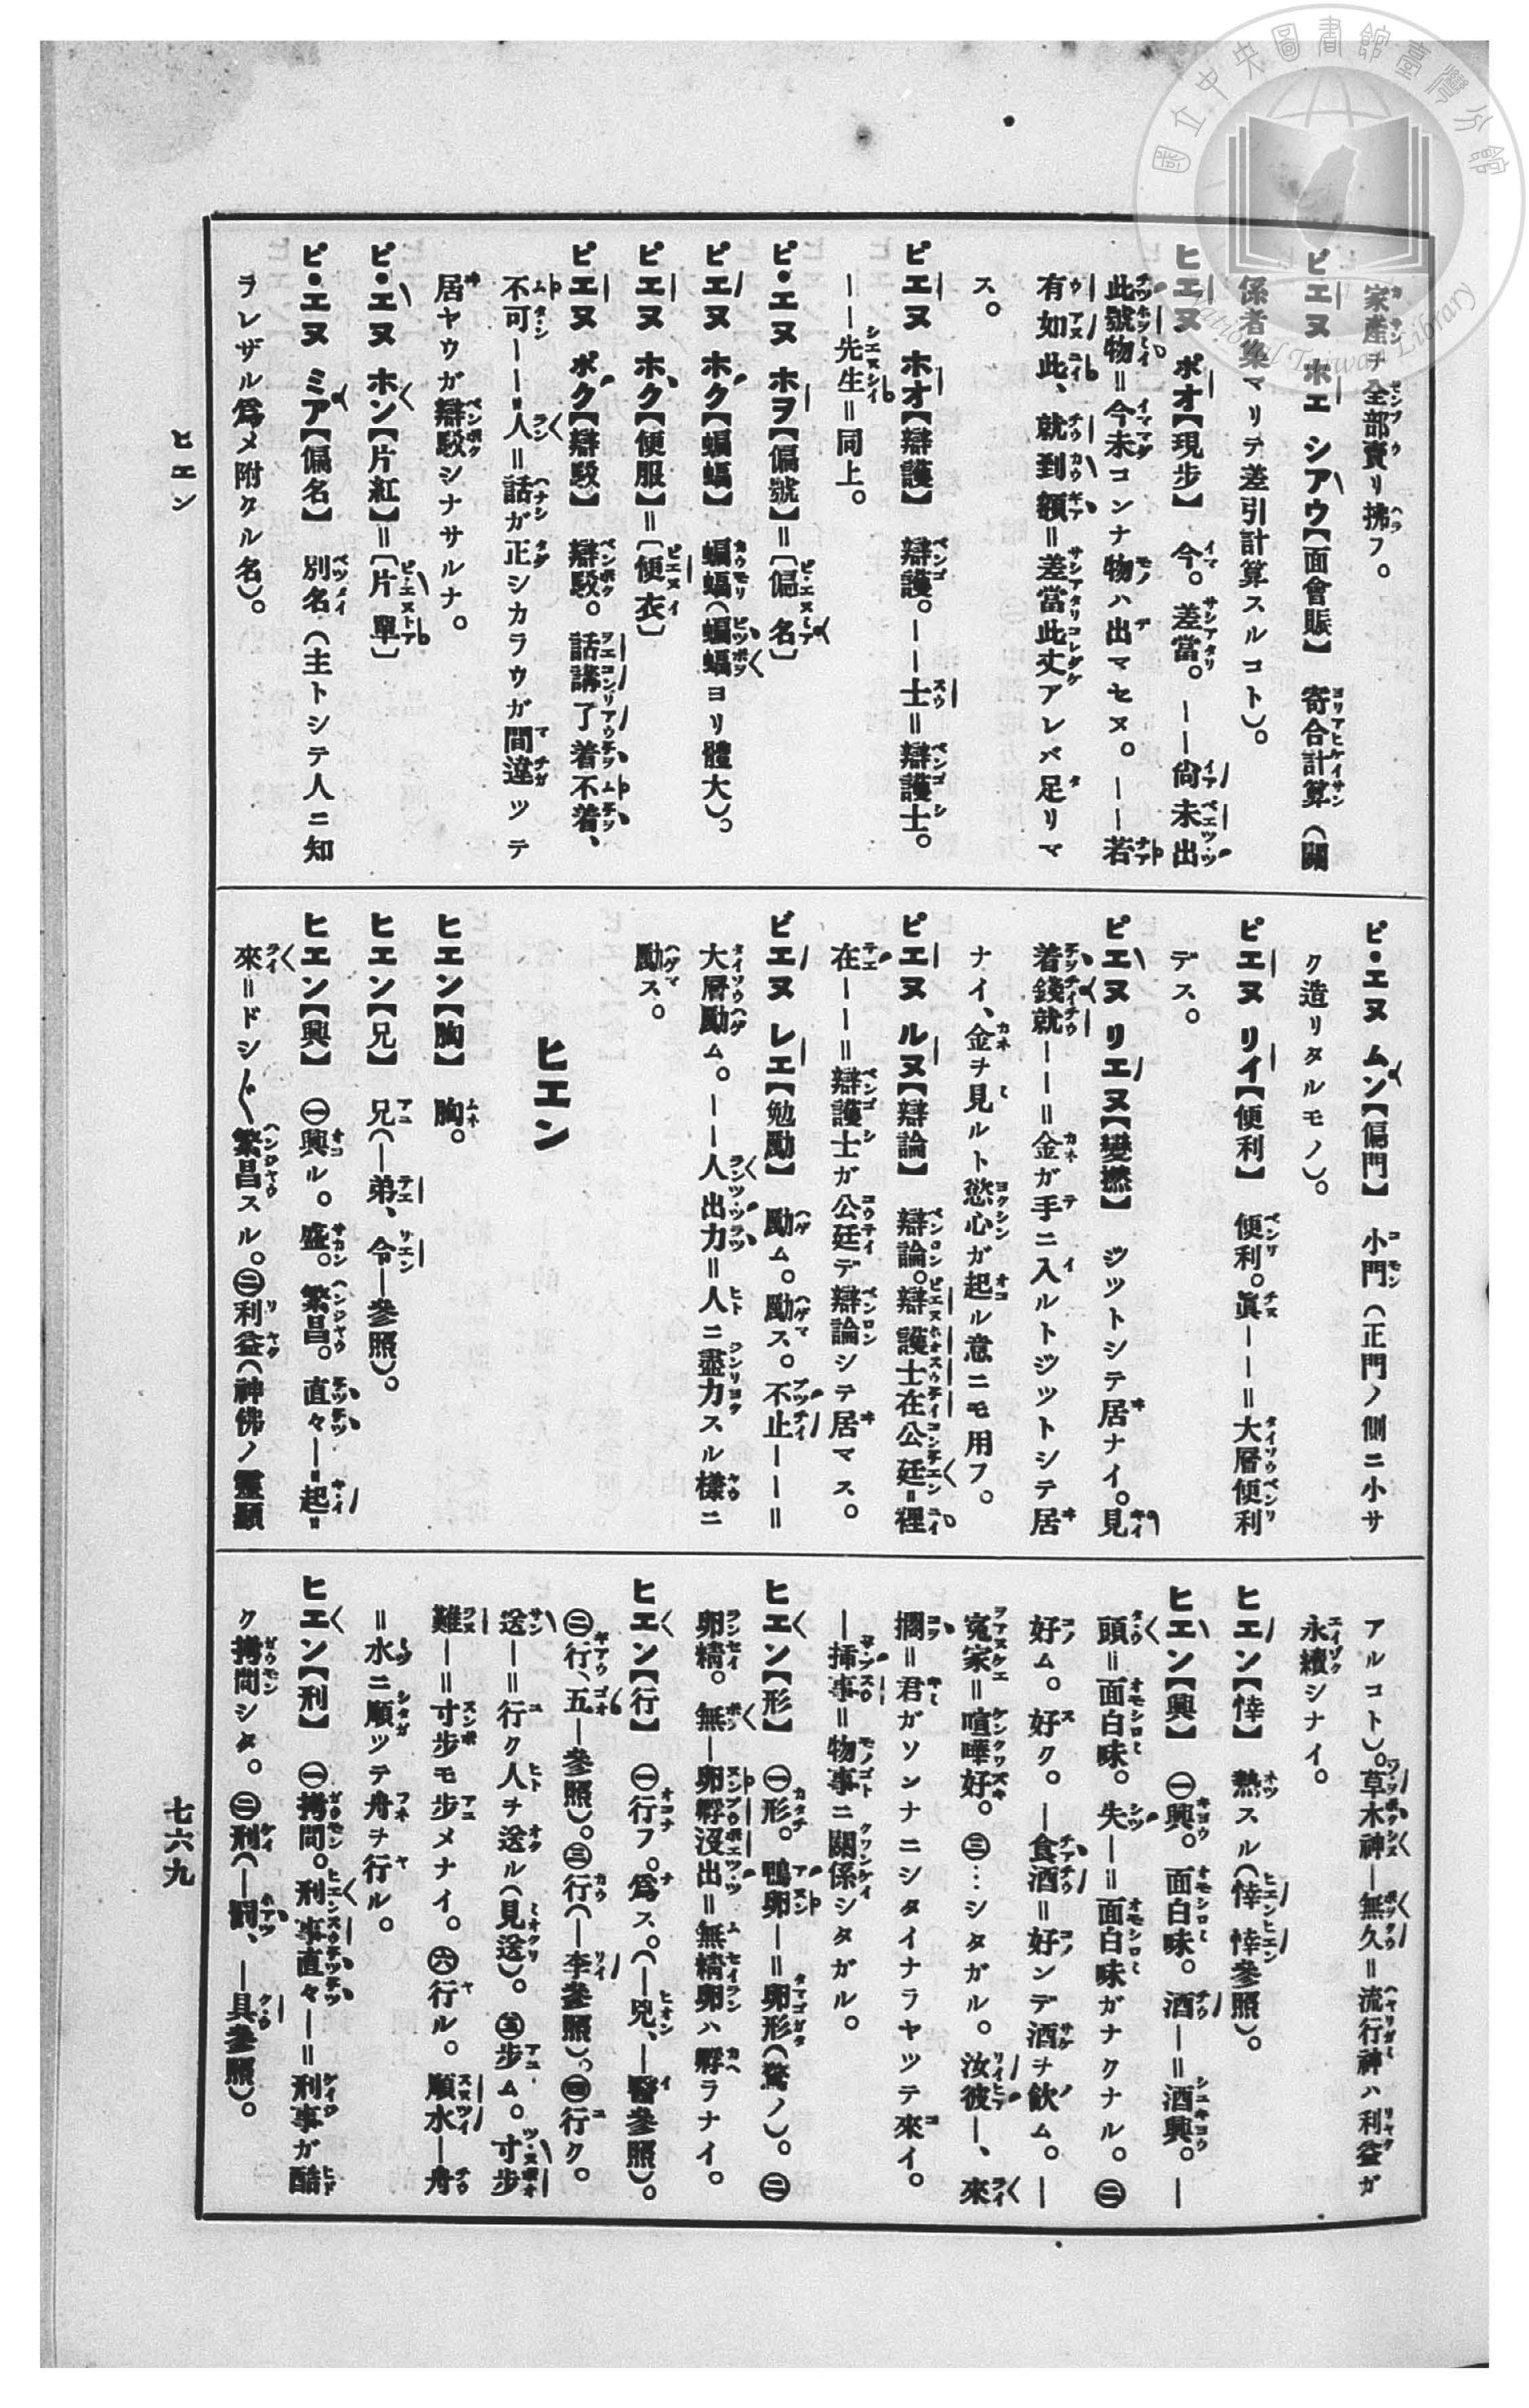 家產ヲ全部賣リ拂フ。
ピエヌ ホエ シアウ【面會賬】 寄合計算（關
係者集マリテ差引計算スルコト）。
ヒエヌ ポオ【現步】 今。差當。——尙未出
此號物=今未コンナ物ハ出マセヌ。——若
有如此、就到額=差當此丈アレバ足リマ
ス。
ピエヌ ホオ【辯護】 辯護。——士=辯護士。
——先生=同上。
ピ・エヌ ホヲ【偏號】=〔偏名〕
ピエヌ ホク【蝙蝠】 蝙蝠（蝠蝠ヨリ體大）。
ピエヌ ホク【便服】=〔便衣〕
ピエヌ ポク【辯駁】 辯駁。話講了着不着、
不可——人=話ガ正シカラウガ間違ツテ
居ヤウガ辯駁シナサルナ。
ピ・エヌ ホン【片紅】=〔片單〕
ピ・エヌ ミア【偏名】 別名（主トシテ人ニ知
ヲレザル爲メ附クル名）。
ピ・エヌ ムン【偏門】 小門（正門ノ側ニ小サ
ク造リタルモノ）。
ピエヌ リイ【便利】 便利。眞——=大層便利
デス。
ピエヌ リエヌ【變撚】 ジツトシテ居ナイ。見
着錢就——=金ガ手ニ入ルトジツトシテ居
ナイ、金ヲ見ルト慾心ガ起ル意ニモ用フ。
ピエヌ ルヌ【辯論】 辯論。辯護士在公廷裡
在——=辯護士ガ公廷デ辯論シテ居マス。
ビエヌ レエ【勉勵】 勵ム。勵ス。不止——=
大層勵ム。——人出力=人ニ盡力スル樣ニ
勵ス。
ヒエン
ヒエン【胸】 胸。
ヒエン【兄】 兄（—弟、令—參照）。
ヒエン【興】 ㊀興ル。盛。繁昌。直々—起
來=ドシ〲繁昌スル。㊁利益（神佛ノ靈顯
アルコト）。草木神—無久=流行神ハ利益ガ
永續シナイ。
ヒエン【悻】 熱スル（悻悻參照）。
ヒエン【興】 ㊀興。面白味。酒—=酒興。—
頭=面白味。失—=面白味ガナクナル。㊁
好ム。好ク。—食酒=好ンデ酒ヲ飮ム。—
寃家=喧嘩好。㊂…シタガル。汝彼—、來
攔=君ガソンナニシタイナラヤツテ來イ。
—揷事=物事ニ關係シタガル。
ヒエン【形】 ㊀形。鴨卵—=卵形（驚ノ）。㊁
卵精。無—卵孵沒出=無精卵ハ孵ラナイ。
ヒエン【行】 ㊀行フ。爲ス。（—兇、—醫參照）。
㊁行、五—參照）。㊂行（—李參照）。㊃行ク。
送—=行ク人ヲ送ル（見送）。㊄步ム。寸步
難—=寸步モ步メナイ。㊅行ル。順水—舟
=水ニ順ツテ舟ヲ行ル。
ヒエン【刑】 ㊀拷問。刑事直々—=刑事ガ酷
ク拷問シタ。㊁刑（—罰、—具參照）。
ヒエン
七六九
國立中央圖書館臺灣分館
National Taiwan Library